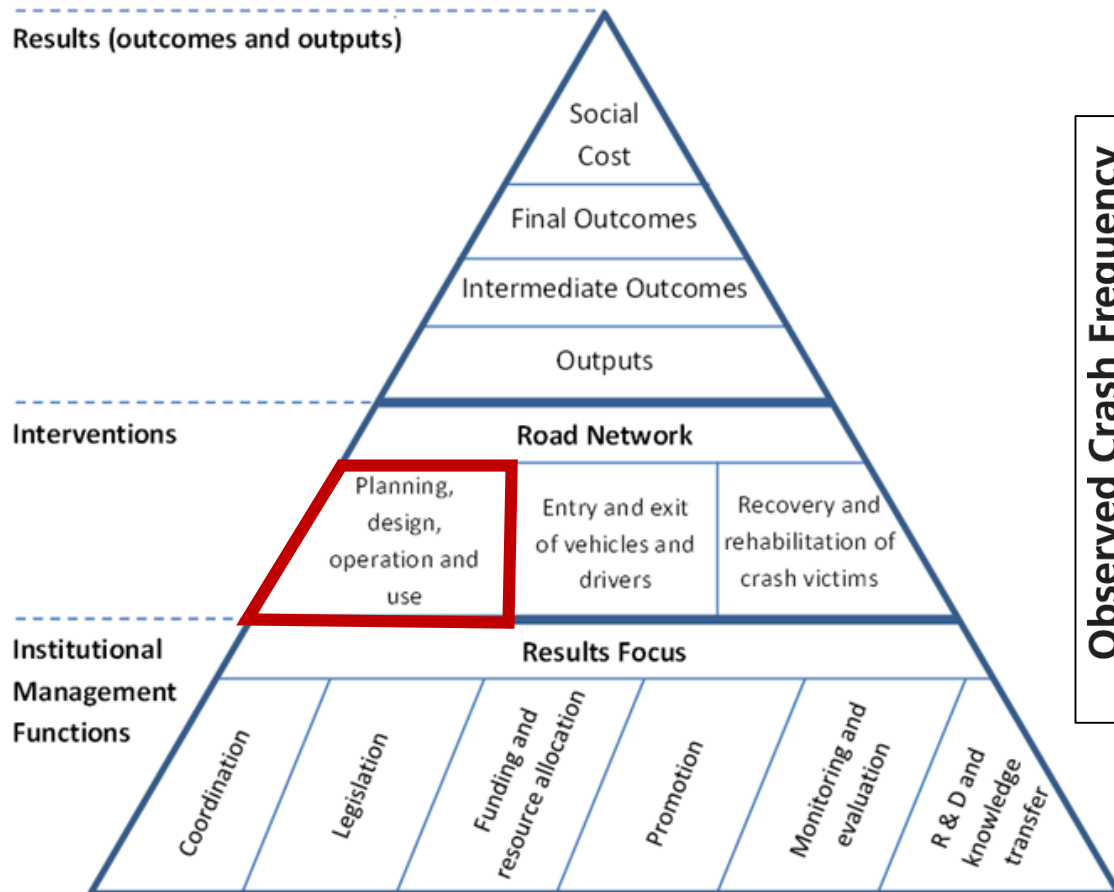 Results (outcomes and outputs)
Social
Cost
Final Outcomes
Intermediate Outcomes
Outputs
Interventions
Road Network
Planning,
design,
operation and
use
Entry and exit
of vehicles and
drivers
Recovery and
rehabilitation of
crash victims
Institutional
Management
Functions
Results Focus
Coordination
Legislation
Funding and
resource allocation
Promotion
Monitoring and
evaluation
R & D and
knowledge
transfer
Observed Crash Frequency